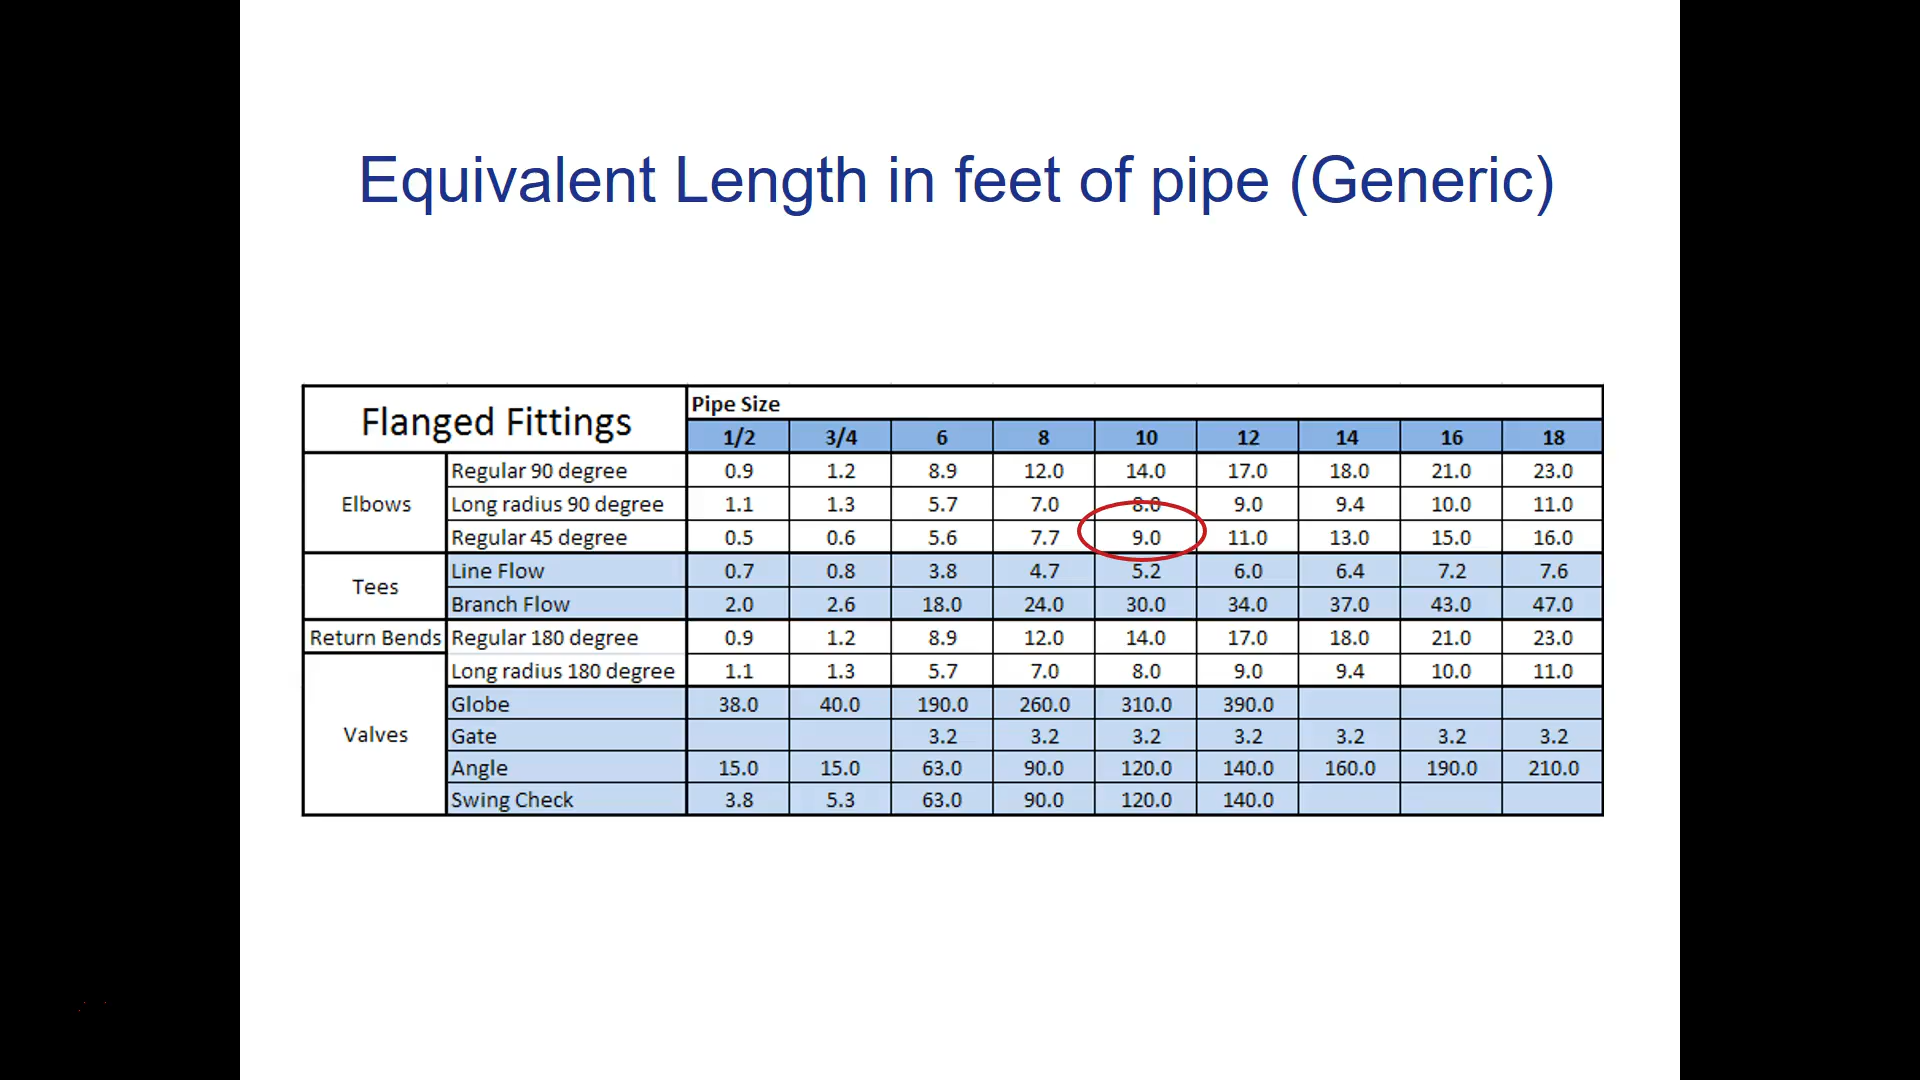 Equivalent Length in feet of pipe (Generic)
Flanged Fittings
Pipe Size
1/2 3/4 6 8 10 12 14 16 18
Elbows
Regular 90 degree 0.9 1.2 8.9 12.0 14.0 17.0 18.0 21.0 23.0
Long radius 90 degree 1.1 1.3 5.7 7.0 8.0 9.0 9.4 10.0 11.0
Regular 45 degree 0.5 0.6 5.6 7.7 9.0 11.0 13.0 15.0 16.0
Tees
Line Flow 0.7 0.8 3.8 4.7 5.2 6.0 6.4 7.2 7.6
Branch Flow 2.0 2.6 18.0 24.0 30.0 34.0 37.0 43.0 47.0
Return Bends Regular 180 degree 0.9 1.2 8.9 12.0 14.0 17.0 18.0 21.0 23.0
Long radius 180 degree 1.1 1.3 5.7 7.0 8.0 9.0 9.4 10.0 11.0
Valves
Globe 38.0 40.0 190.0 260.0 310.0 390.0
Gate 3.2 3.2 3.2 3.2 3.2 3.2 3.2
Angle 15.0 15.0 63.0 90.0 120.0 140.0 160.0 190.0 210.0
Swing Check 3.8 5.3 63.0 90.0 120.0 140.0